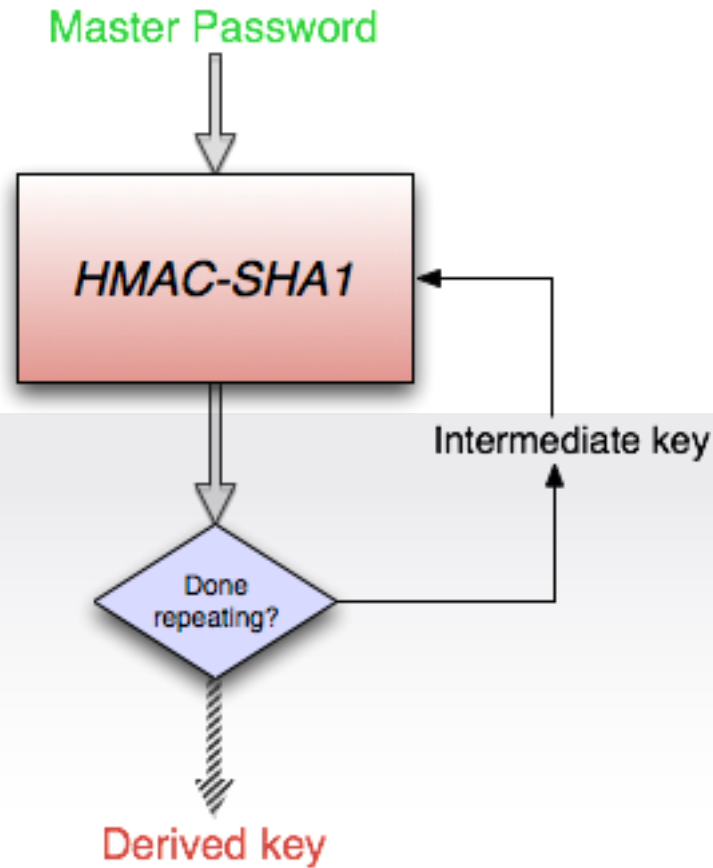 Master Password
HMAC-SHA1
Intermediate key
Done
repeating?
Derived key